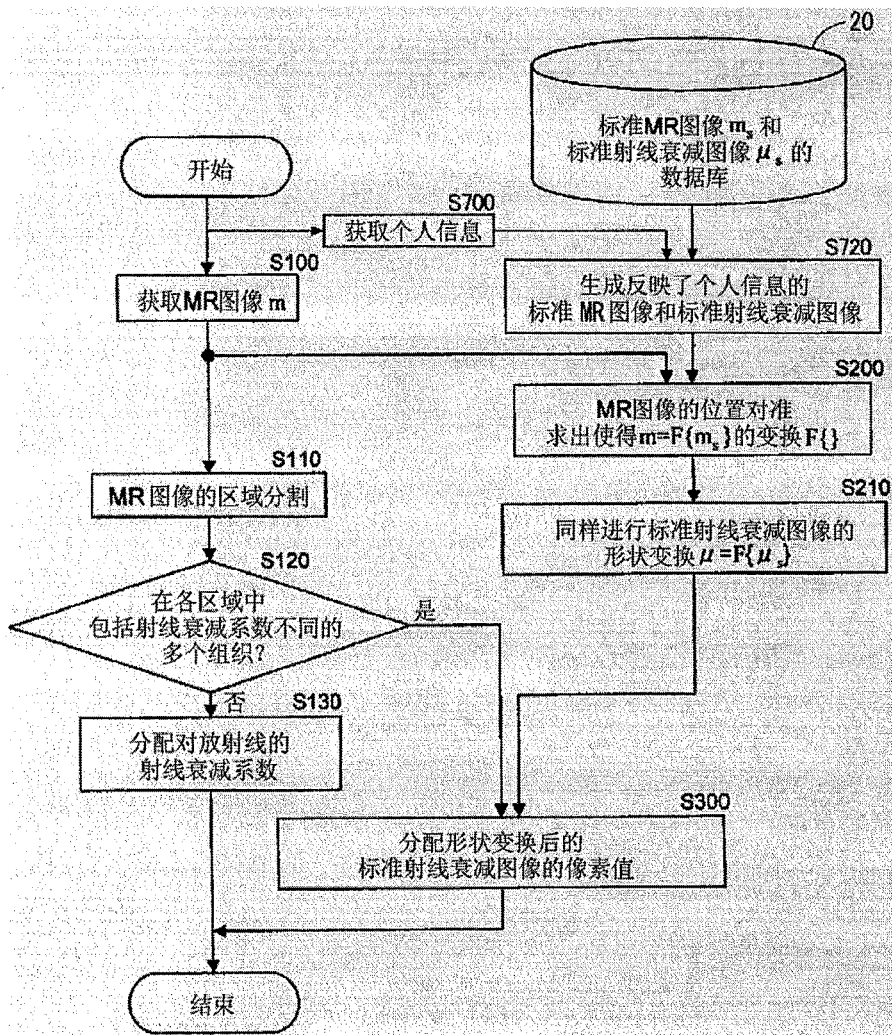 20
标准MR图像 mₛ 和
标准射线衰减图像 μₛ 的
数据库
开始
S700
获取个人信息
S100
获取MR图像 m
S720
生成反映了个人信息的
标准 MR 图像和标准射线衰减图像
S200
MR图像的位置对准
求出使得m=F{mₛ}的变换 F{}
S110
MR 图像的区域分割
S210
同样进行标准射线衰减图像的
形状变换 μ=F{μₛ}
S120
在各区域中
包括射线衰减系数不同的
多个组织？
是
否
S130
分配对放射线的
射线衰减系数
S300
分配形状变换后的
标准射线衰减图像的像素值
结束